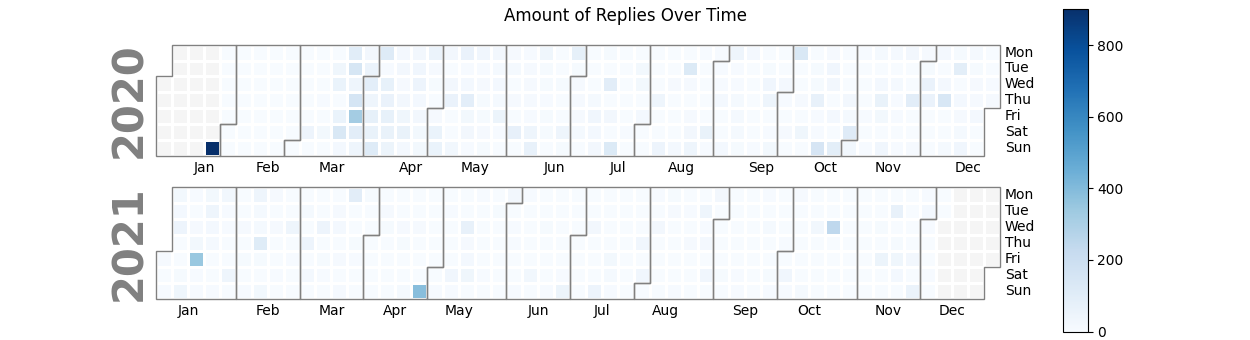 Amount of Replies Over Time
2020
Mon
Tue
Wed
Thu
Fri
Sat
Sun
Jan Feb Mar Apr May Jun Jul Aug Sep Oct Nov Dec
2021
Mon
Tue
Wed
Thu
Fri
Sat
Sun
Jan Feb Mar Apr May Jun Jul Aug Sep Oct Nov Dec
800
600
400
200
0